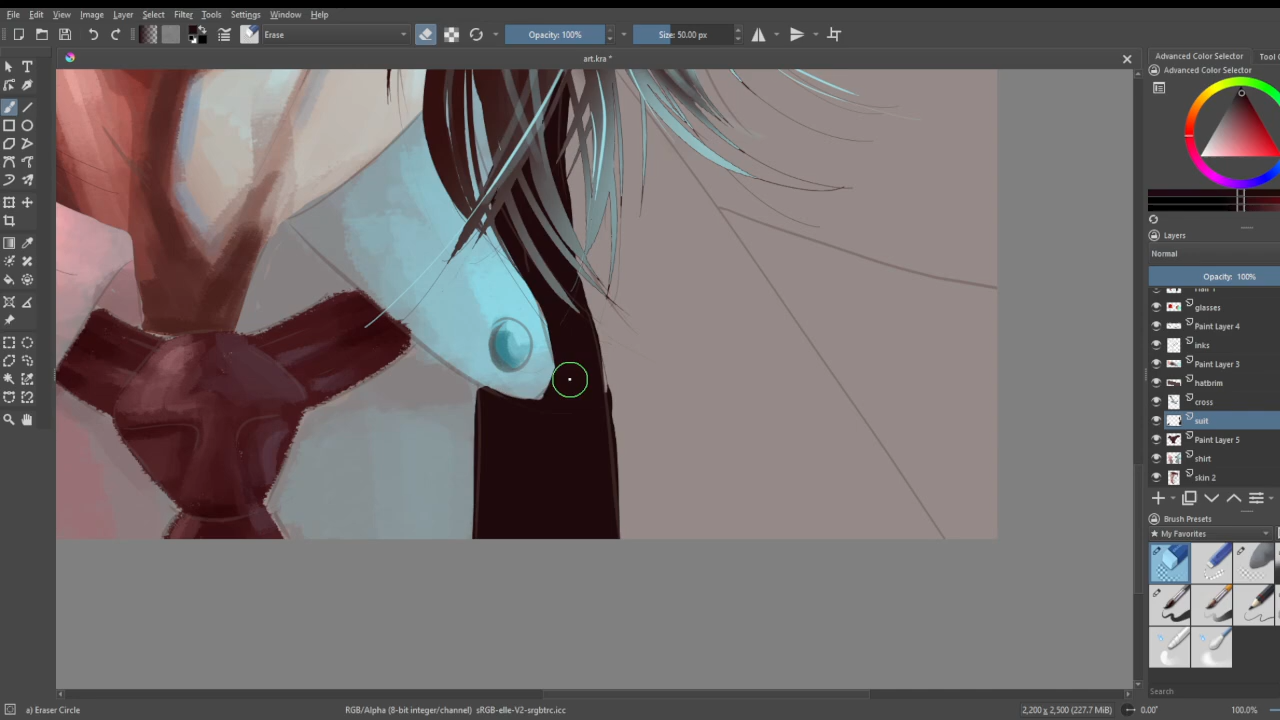 File Edit View Image Layer Select Filter Tools Settings Window Help
Erase Opacity: 100% Size: 50.00 px
art.kra *
Advanced Color Selector Tool
Advanced Color Selector
Layers
Normal
Opacity: 100%
glasses
Paint Layer 4
inks
Paint Layer 3
hatbrim
cross
suit
Paint Layer 5
shirt
skin 2
Brush Presets
★ My Favorites
Search
a) Eraser Circle RGB/Alpha (8-bit integer/channel) sRGB-elle-V2-srgbtrc.icc 2,200 x 2,500 (227.7 MiB) 0.00° 100.0%